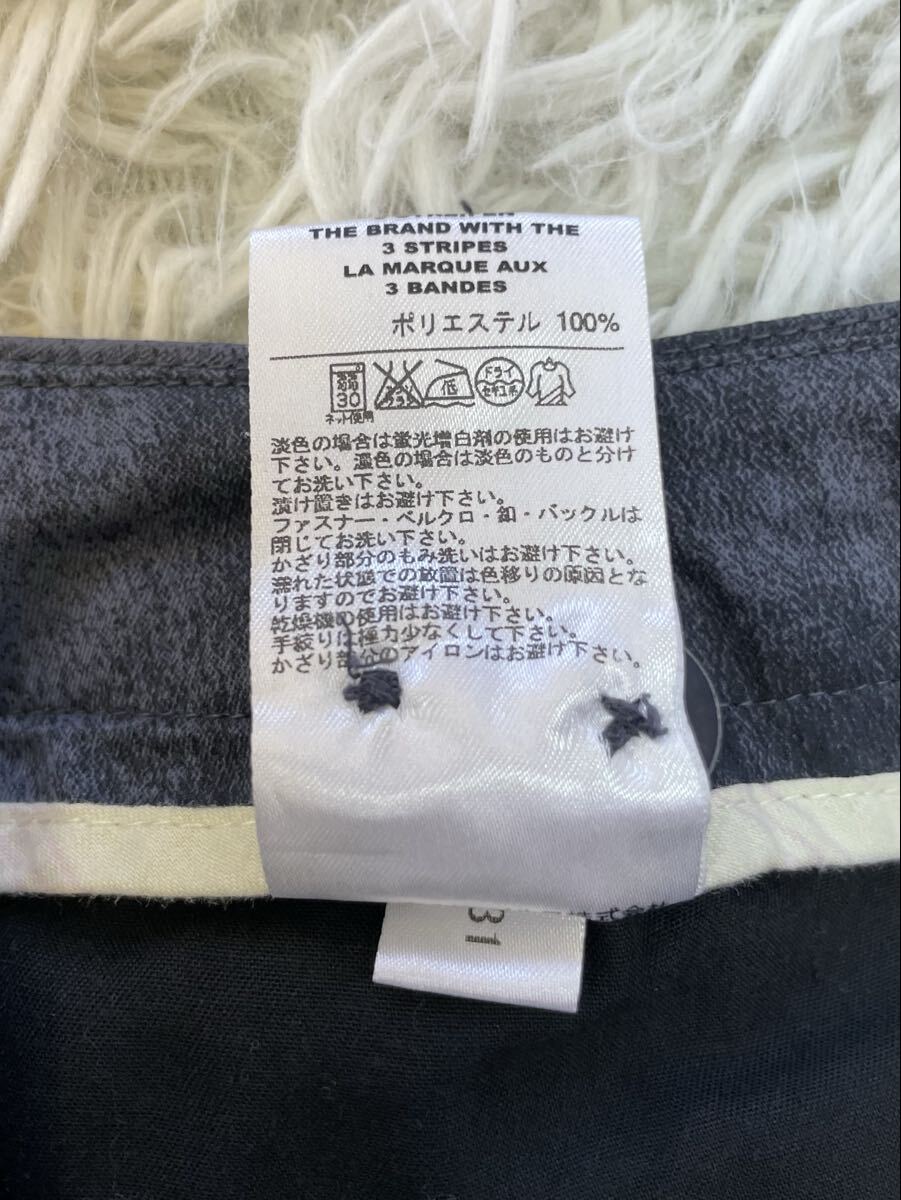 THE BRAND WITH THE
3 STRIPES
LA MARQUE AUX
3 BANDES
ポリエステル 100%
30
低
ドライ
セキユ系
ネット使用
淡色の場合は蛍光増白剤の使用はお避け
下さい。濃色の場合は淡色のものと分け
てお洗い下さい。
漬け置きはお避け下さい。
ファスナー・ベルクロ・釦・バックルは
閉じてお洗い下さい。
かざり部分のもみ洗いはお避け下さい。
濡れた状態での放置は色移りの原因とな
りますのでお避け下さい。
乾燥機の使用はお避け下さい。
手絞りは極力少なくして下さい。
かざり部分のアイロンはお避け下さい。
株式会社